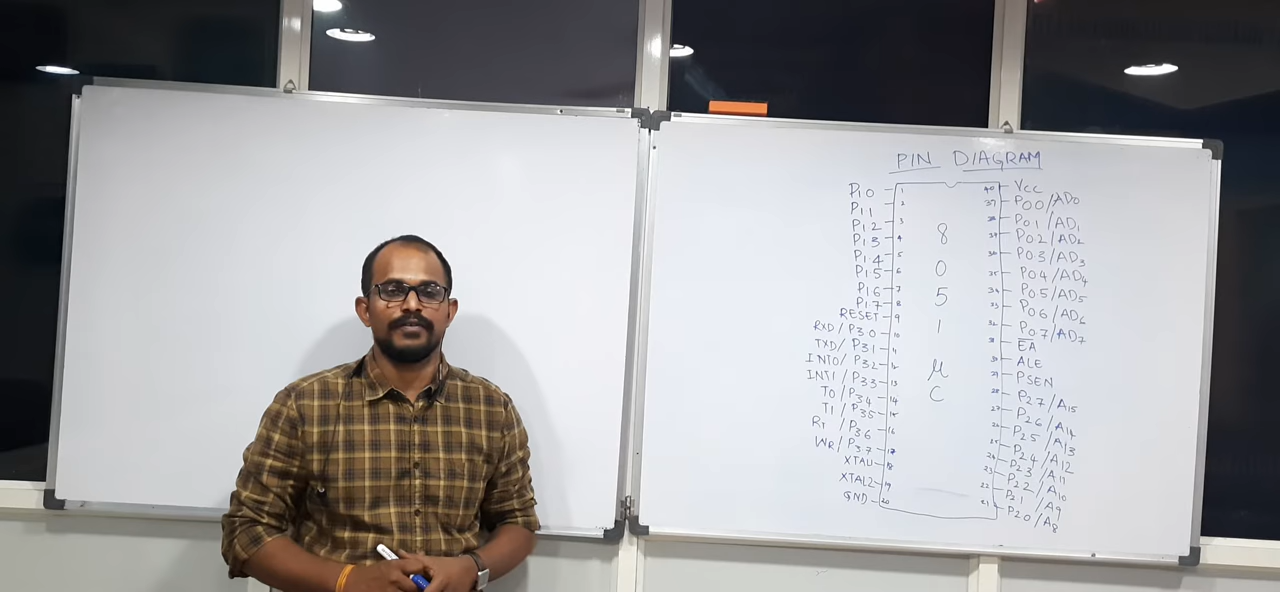 PIN DIAGRAM
P1.0 1
P1.1 2
P1.2 3
P1.3 4
P1.4 5
P1.5 6
P1.6 7
P1.7 8
RESET 9
RXD/P3.0 10
TXD/P3.1 11
INT0/P3.2 12
INT1/P3.3 13
T0/P3.4 14
T1/P3.5 15
RT/P3.6 16
WR/P3.7 17
XTAL1 18
XTAL2 19
GND 20
8
0
5
1
μ
C
40 VCC
P0.0/AD0
P0.1/AD1
P0.2/AD2
P0.3/AD3
35 P0.4/AD4
34 P0.5/AD5
33 P0.6/AD6
32 P0.7/AD7
31 EA
30 ALE
29 PSEN
28 P2.7/A15
27 P2.6/A14
26 P2.5/A13
25 P2.4/A12
24 P2.3/A11
23 P2.2/A10
22 P2.1/A9
21 P2.0/A8